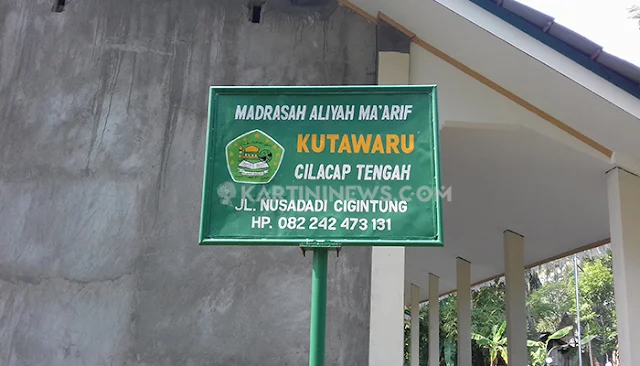 MADRASAH ALIYAH MA'ARIF
KUTAWARU
CILACAP TENGAH
KARTININEWS.COM
JL. NUSADADI CIGINTUNG
HP. 082 242 473 131